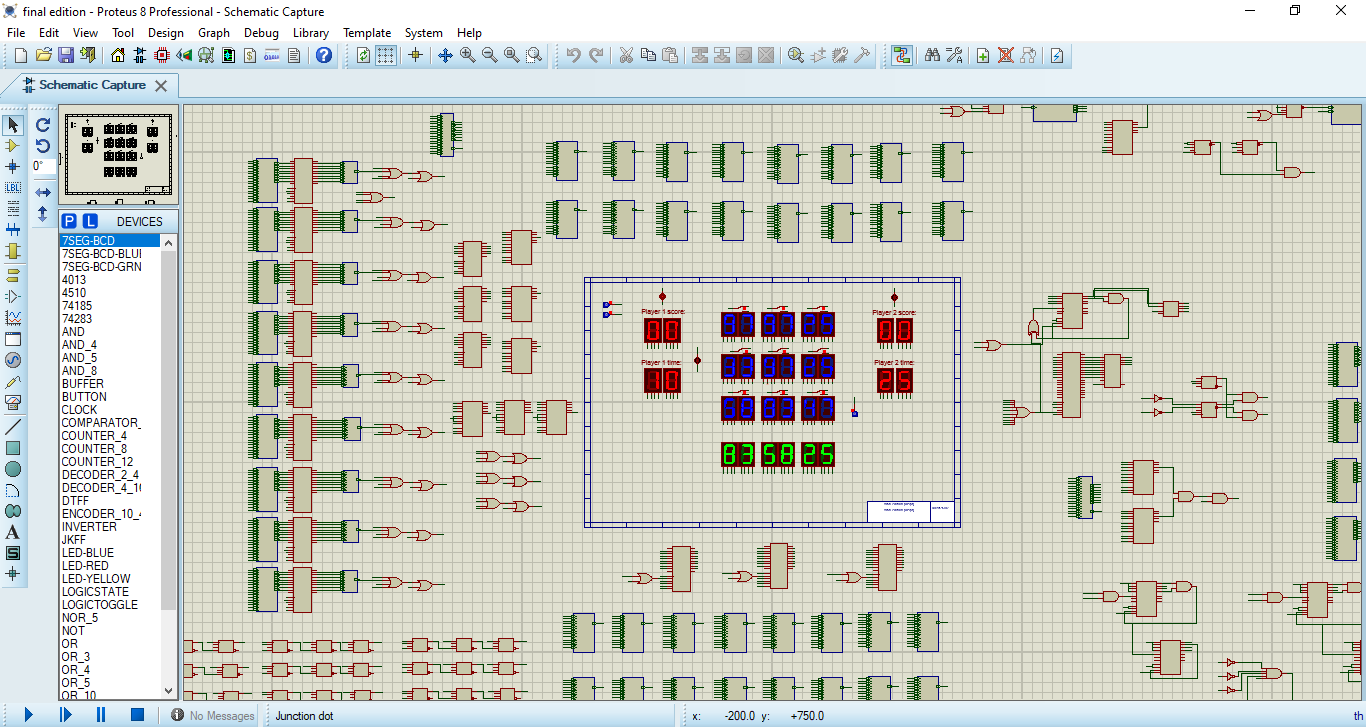 final edition - Proteus 8 Professional - Schematic Capture
File Edit View Tool Design Graph Debug Library Template System Help
Schematic Capture
0°
P L DEVICES
7SEG-BCD
7SEG-BCD-BLUI
7SEG-BCD-GRN
4013
4510
74185
74283
AND
AND_4
AND_5
AND_8
BUFFER
BUTTON
CLOCK
COMPARATOR_
COUNTER_4
COUNTER_8
COUNTER_12
DECODER_2_4
DECODER_4_1
DTFF
ENCODER_10_
INVERTER
JKFF
LED-BLUE
LED-RED
LED-YELLOW
LOGICSTATE
LOGICTOGGLE
NOR_5
NOT
OR
OR_3
OR_4
OR_5
OR_10
LBL
A
S
Player 1 score:
00
Player 2 score:
00
Player 1 time:
10
Player 2 time:
25
83 58 25
No Messages
Junction dot
x: -200.0 y: +750.0
th